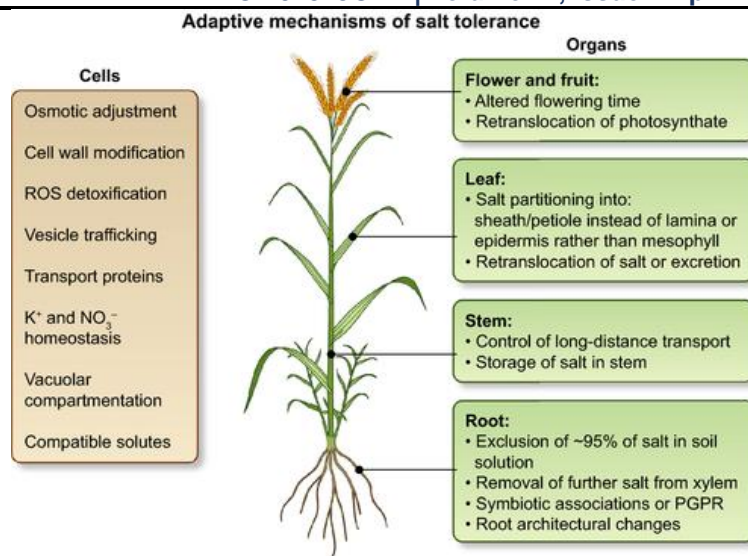 Adaptive mechanisms of salt tolerance
Cells
Osmotic adjustment
Cell wall modification
ROS detoxification
Vesicle trafficking
Transport proteins
K⁺ and NO₃⁻
homeostasis
Vacuolar
compartmentation
Compatible solutes
Organs
Flower and fruit:
• Altered flowering time
• Retranslocation of photosynthate
Leaf:
• Salt partitioning into:
sheath/petiole instead of lamina or
epidermis rather than mesophyll
• Retranslocation of salt or excretion
Stem:
• Control of long-distance transport
• Storage of salt in stem
Root:
• Exclusion of ~95% of salt in soil
solution
• Removal of further salt from xylem
• Symbiotic associations or PGPR
• Root architectural changes